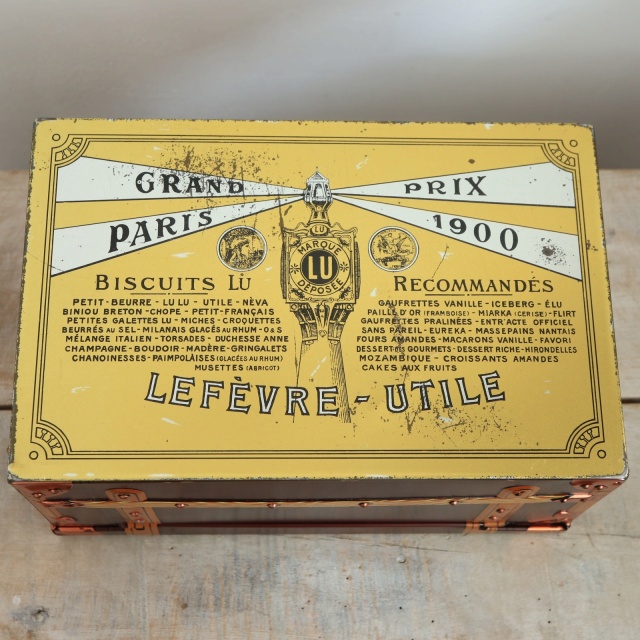 GRAND PRIX
PARIS 1900
LU
MARQUE
LU
DÉPOSÉE
BISCUITS LU
PETIT-BEURRE - LU LU - UTILE - NÈVA
BINIOU BRETON - CHOPE - PETIT-FRANÇAIS
PETITES GALETTES LU - MICHES - CROQUETTES
BEURRÉS AU SEL - MILANAIS GLACÉS AU RHUM - O & S
MÉLANGE ITALIEN - TORSADES - DUCHESSE ANNE
CHAMPAGNE - BOUDOIR - MADÈRE - GRINGALETS
CHANOINESSES - PAIMPOLAISES (GLACÉES AU RHUM)
MUSETTES (ABRICOT)
RECOMMANDÉS
GAUFRETTES VANILLE - ICEBERG - ÉLU
PAILLE D'OR (FRAMBOISE) - MIARKA (CERISE) - FLIRT
GAUFRETTES PRALINÉES - ENTR'ACTE OFFICIEL
SANS PAREIL - EUREKA - MASSEPAINS NANTAIS
FOURS AMANDES - MACARONS VANILLE - FAVORI
DESSERT DES GOURMETS - DESSERT RICHE - HIRONDELLES
MOZAMBIQUE - CROISSANTS AMANDES
CAKES AUX FRUITS
LEFÈVRE - UTILE